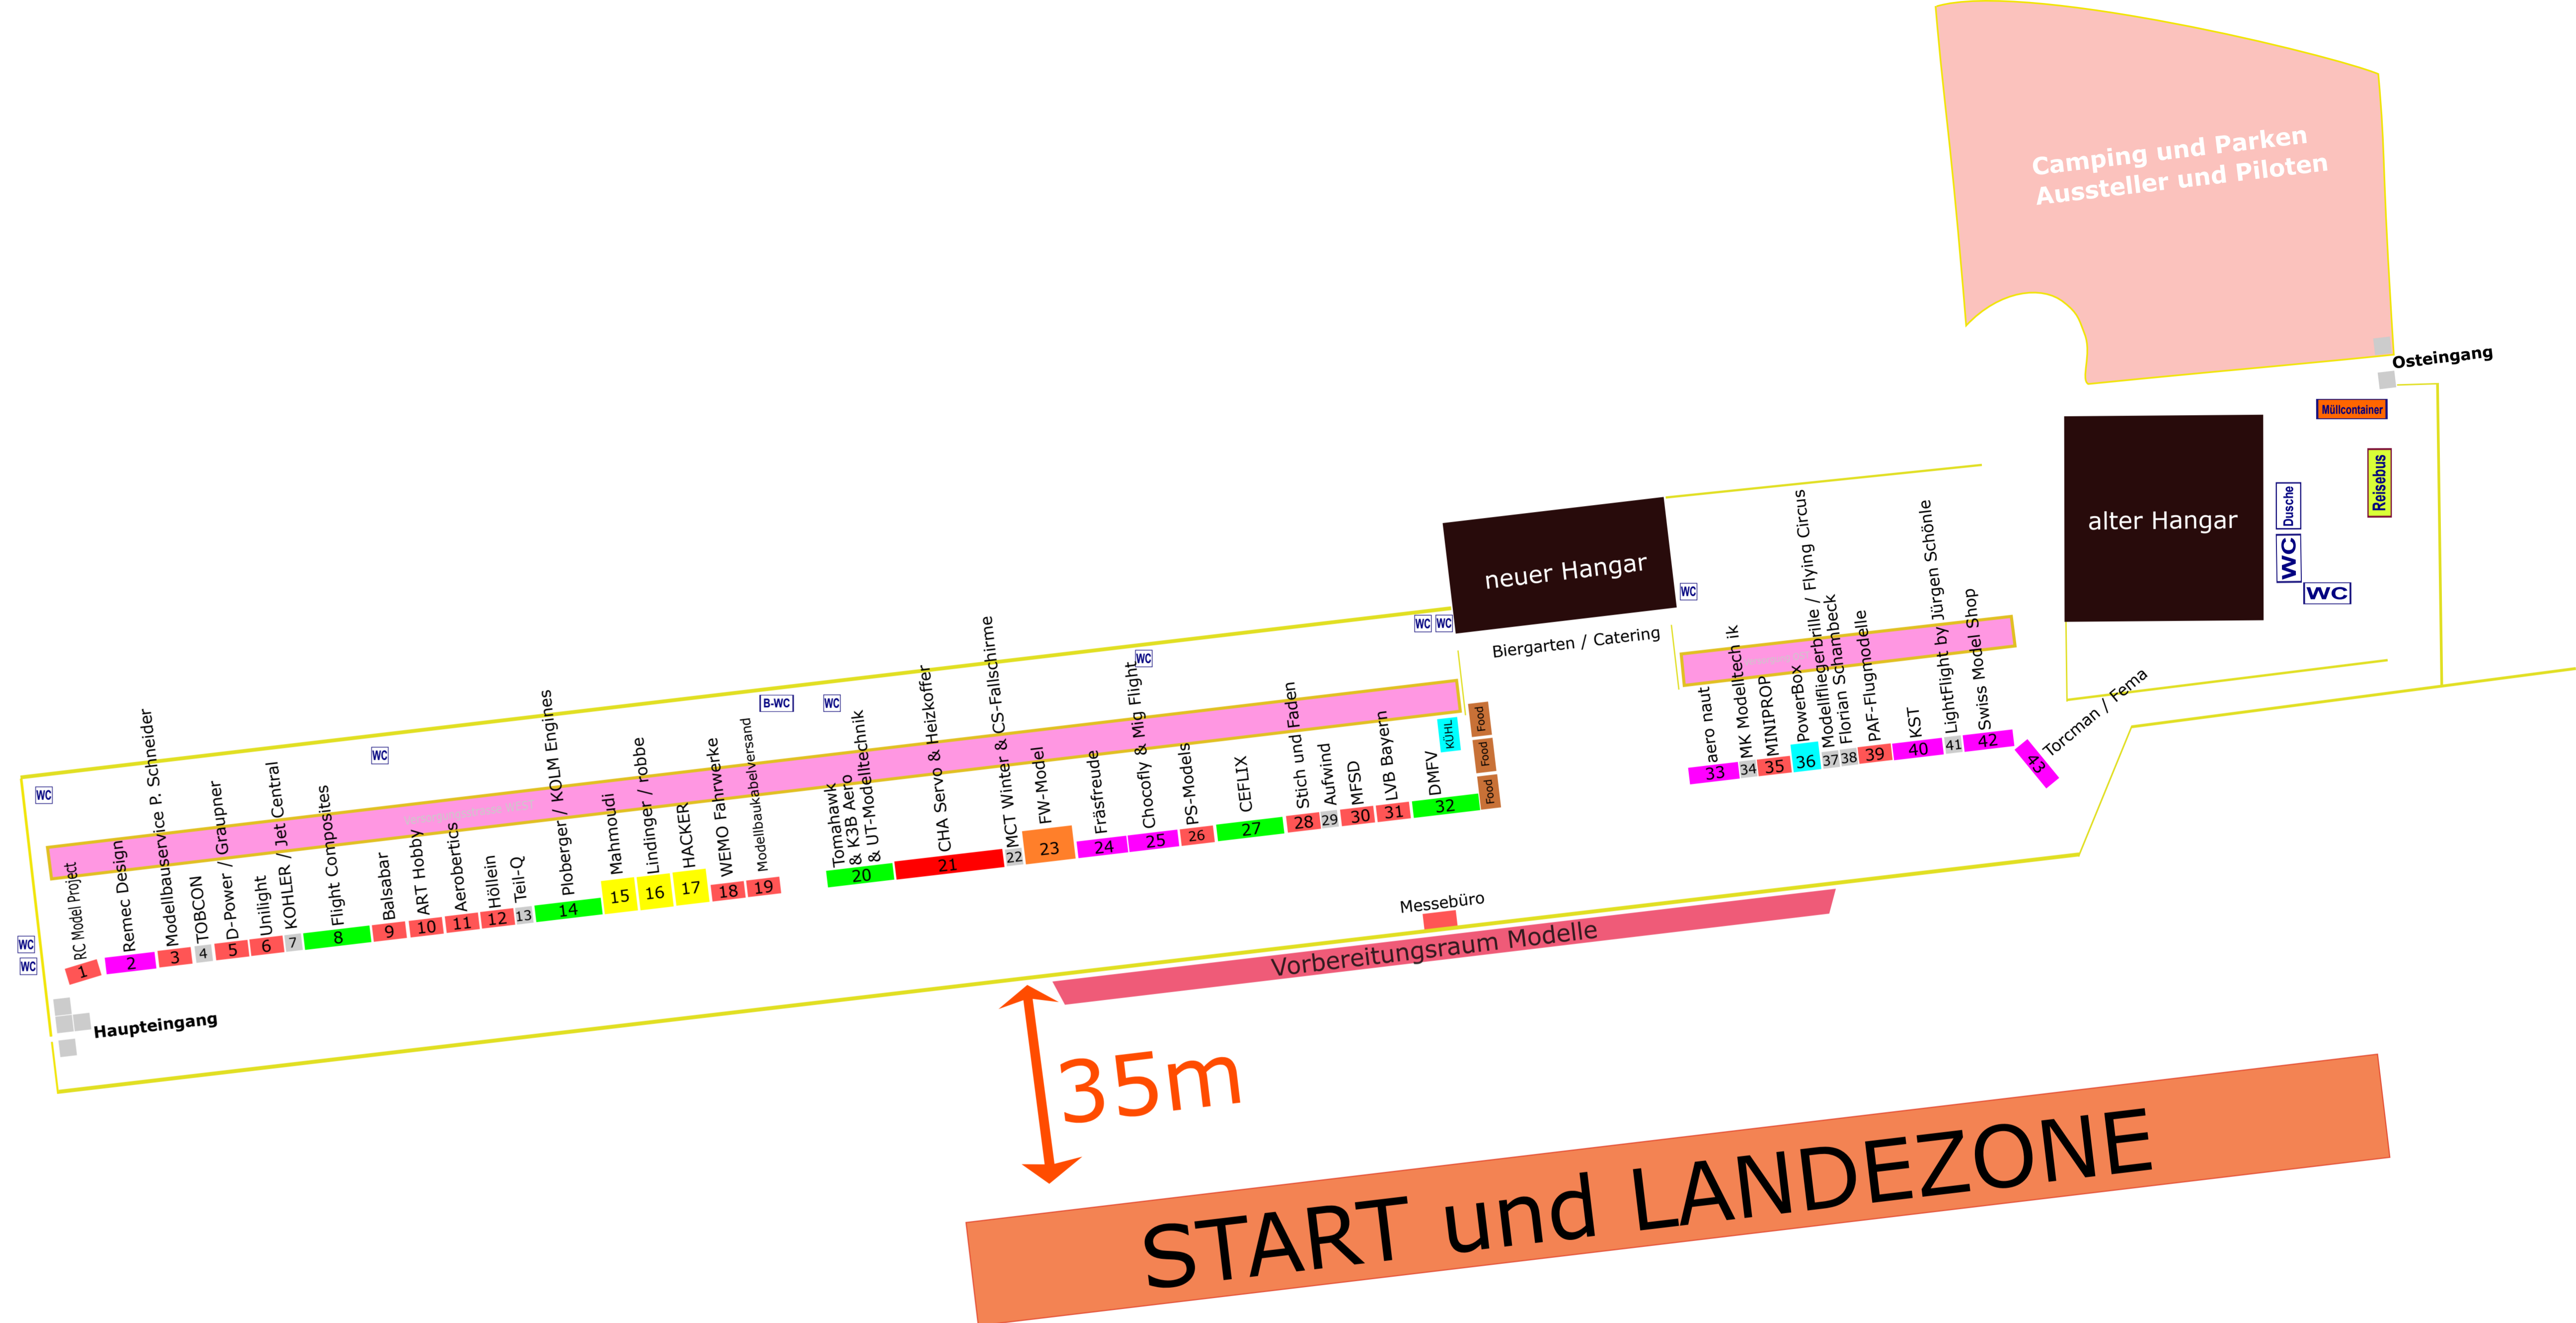 Camping und Parken
Aussteller und Piloten
Osteingang
Müllcontainer
Reisebus
Dusche
WC
WC
alter Hangar
neuer Hangar
Biergarten / Catering
WC
WC
WC
WC
WC
B-WC
WC
WC
WC
WC
Versorgungsstrasse WEST
RC Model Project
1
Remec Design
2
Modellbauservice P. Schneider
3
TOBCON
4
D-Power / Graupner
5
Unilight
6
KOHLER / Jet Central
7
Flight Composites
8
Balsabar
9
ART Hobby
10
Aerobertics
11
Höllein
12
Teil-Q
13
Ploberger / KOLM Engines
14
Mahmoudi
15
Lindinger / robbe
16
HACKER
17
WEMO Fahrwerke
18
Modellbaukabelversand
19
Tomahawk
& K3B Aero
& UT-Modelltechnik
20
CHA Servo & Heizkoffer
21
MCT Winter & CS-Fallschirme
22
FW-Model
23
Fräsfreude
24
Chocofly & Mig Flight
25
PS-Models
26
CEFLIX
27
Stich und Faden
28
Aufwind
29
MFSD
30
LVB Bayern
31
DMFV
32
KÜHL
Food
Food
Food
aero naut
33
MK Modelltech ik
34
MINIPROP
35
PowerBox
36
Modellfliegerbrille / Flying Circus
37
Florian Schambeck
38
PAF-Flugmodelle
39
KST
40
LightFlight by Jürgen Schönle
41
Swiss Model Shop
42
Torcman / Fema
43
Haupteingang
Messebüro
Vorbereitungsraum Modelle
35m
START und LANDEZONE